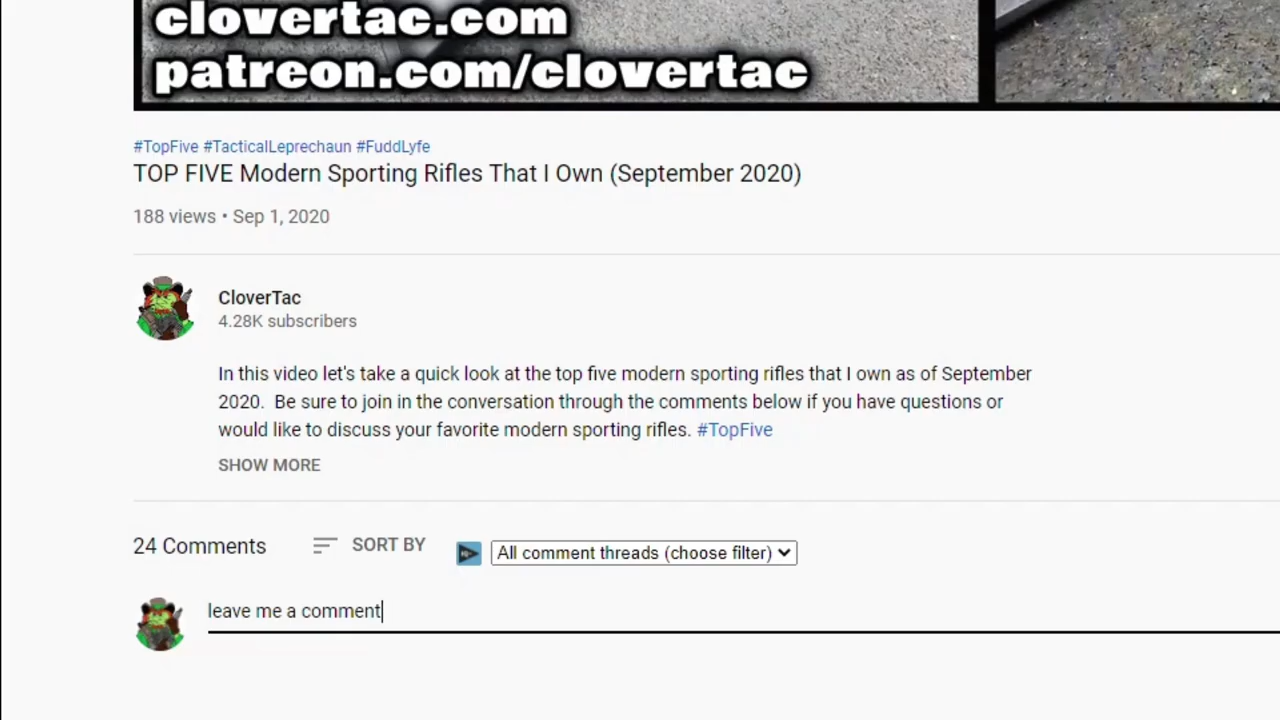 clovertac.com
patreon.com/clovertac
#TopFive #TacticalLeprechaun #FuddLyfe
TOP FIVE Modern Sporting Rifles That I Own (September 2020)
188 views • Sep 1, 2020
CloverTac
4.28K subscribers
In this video let's take a quick look at the top five modern sporting rifles that I own as of September
2020.  Be sure to join in the conversation through the comments below if you have questions or
would like to discuss your favorite modern sporting rifles. #TopFive
SHOW MORE
24 Comments SORT BY All comment threads (choose filter)
leave me a comment